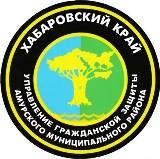 ХАБАРОВСКИЙ КРАЙ
УПРАВЛЕНИЕ ГРАЖДАНСКОЙ ЗАЩИТЫ
АМУРСКОГО МУНИЦИПАЛЬНОГО РАЙОНА